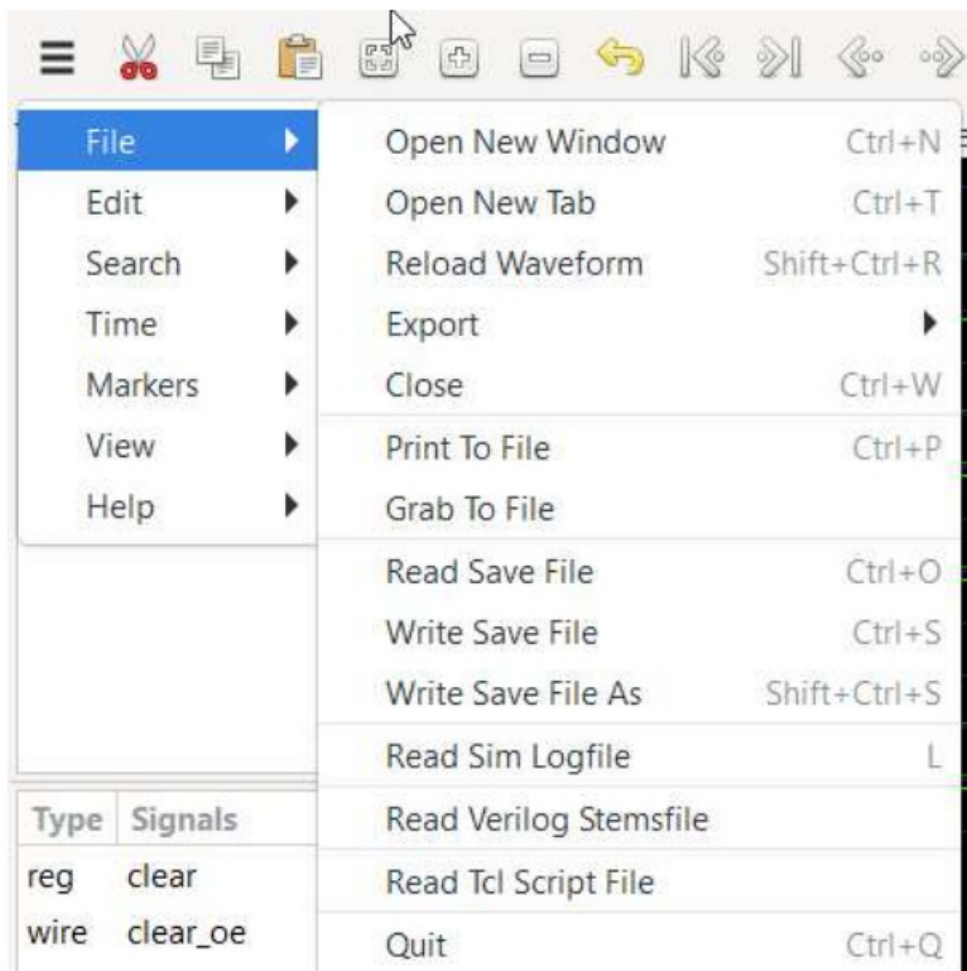 File
Edit
Search
Time
Markers
View
Help
Open New Window Ctrl+N
Open New Tab Ctrl+T
Reload Waveform Shift+Ctrl+R
Export
Close Ctrl+W
Print To File Ctrl+P
Grab To File
Read Save File Ctrl+O
Write Save File Ctrl+S
Write Save File As Shift+Ctrl+S
Read Sim Logfile L
Read Verilog Stemsfile
Read Tcl Script File
Quit Ctrl+Q
Type Signals
reg clear
wire clear_oe